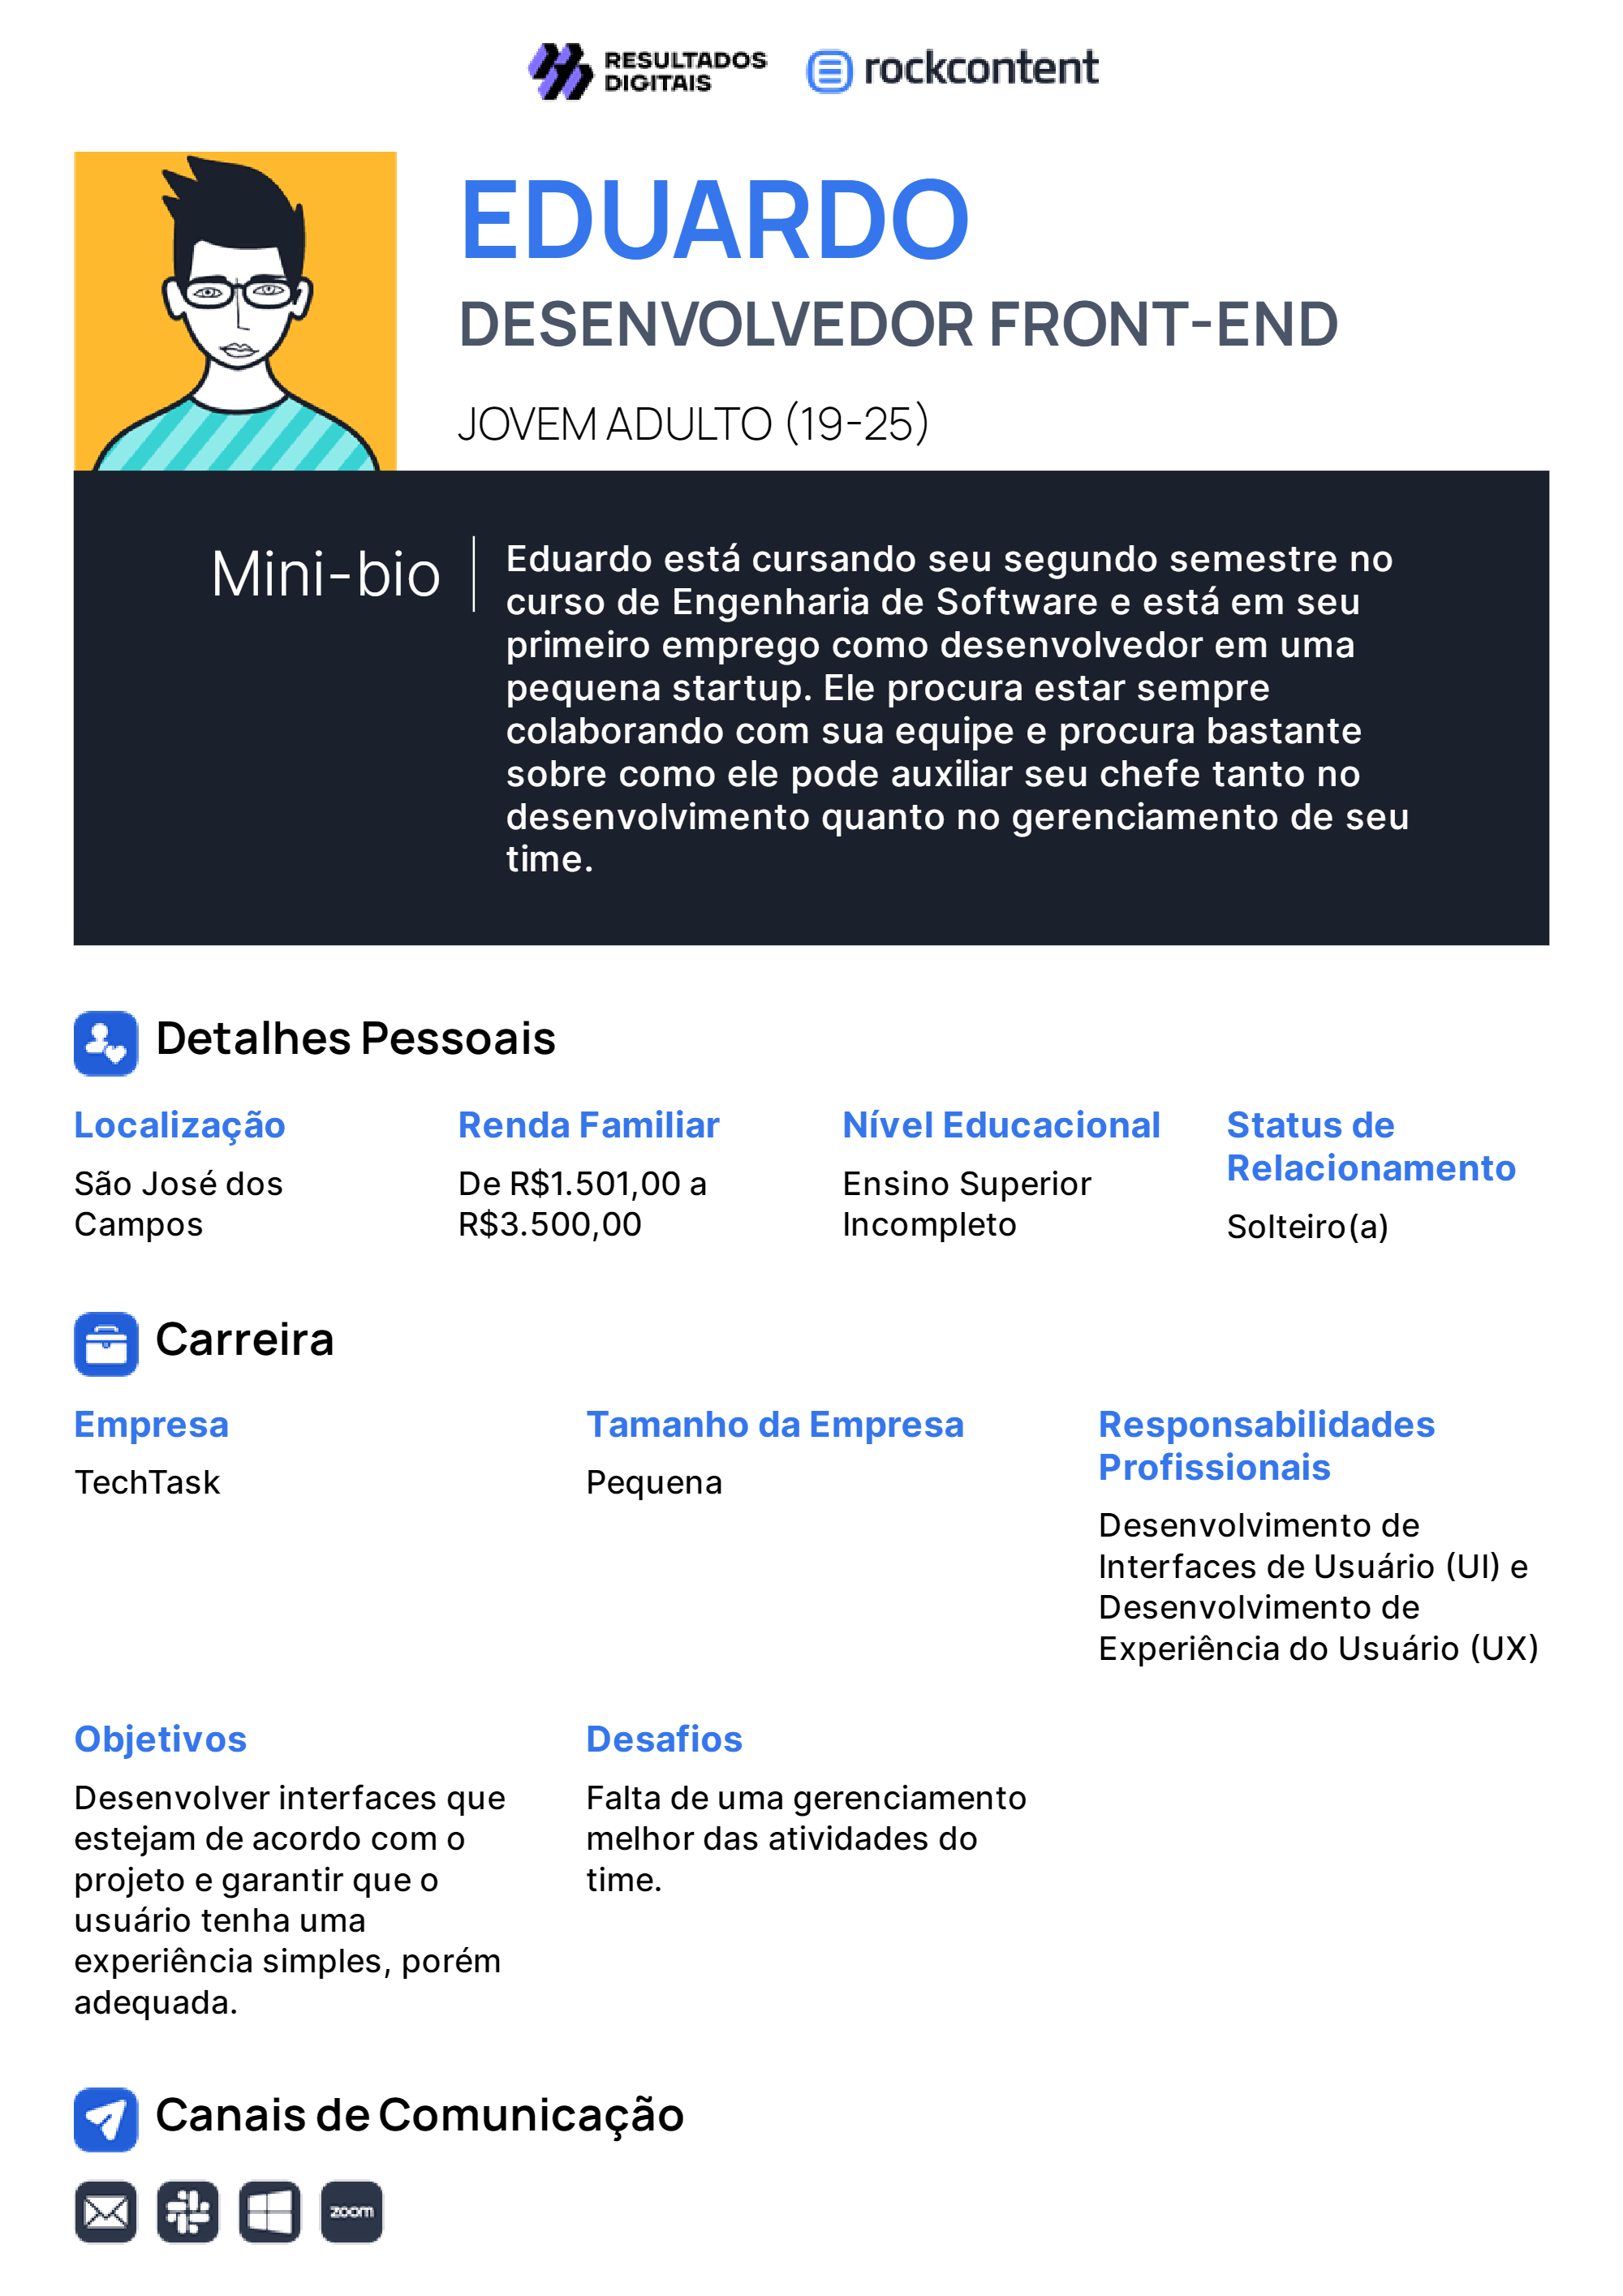 RESULTADOS
DIGITAIS
rockcontent
EDUARDO
DESENVOLVEDOR FRONT-END
JOVEM ADULTO (19-25)
Mini-bio
Eduardo está cursando seu segundo semestre no
curso de Engenharia de Software e está em seu
primeiro emprego como desenvolvedor em uma
pequena startup. Ele procura estar sempre
colaborando com sua equipe e procura bastante
sobre como ele pode auxiliar seu chefe tanto no
desenvolvimento quanto no gerenciamento de seu
time.
Detalhes Pessoais
Localização
São José dos
Campos
Renda Familiar
De R$1.501,00 a
R$3.500,00
Nível Educacional
Ensino Superior
Incompleto
Status de
Relacionamento
Solteiro(a)
Carreira
Empresa
TechTask
Tamanho da Empresa
Pequena
Responsabilidades
Profissionais
Desenvolvimento de
Interfaces de Usuário (UI) e
Desenvolvimento de
Experiência do Usuário (UX)
Objetivos
Desenvolver interfaces que
estejam de acordo com o
projeto e garantir que o
usuário tenha uma
experiência simples, porém
adequada.
Desafios
Falta de uma gerenciamento
melhor das atividades do
time.
Canais de Comunicação
zoom